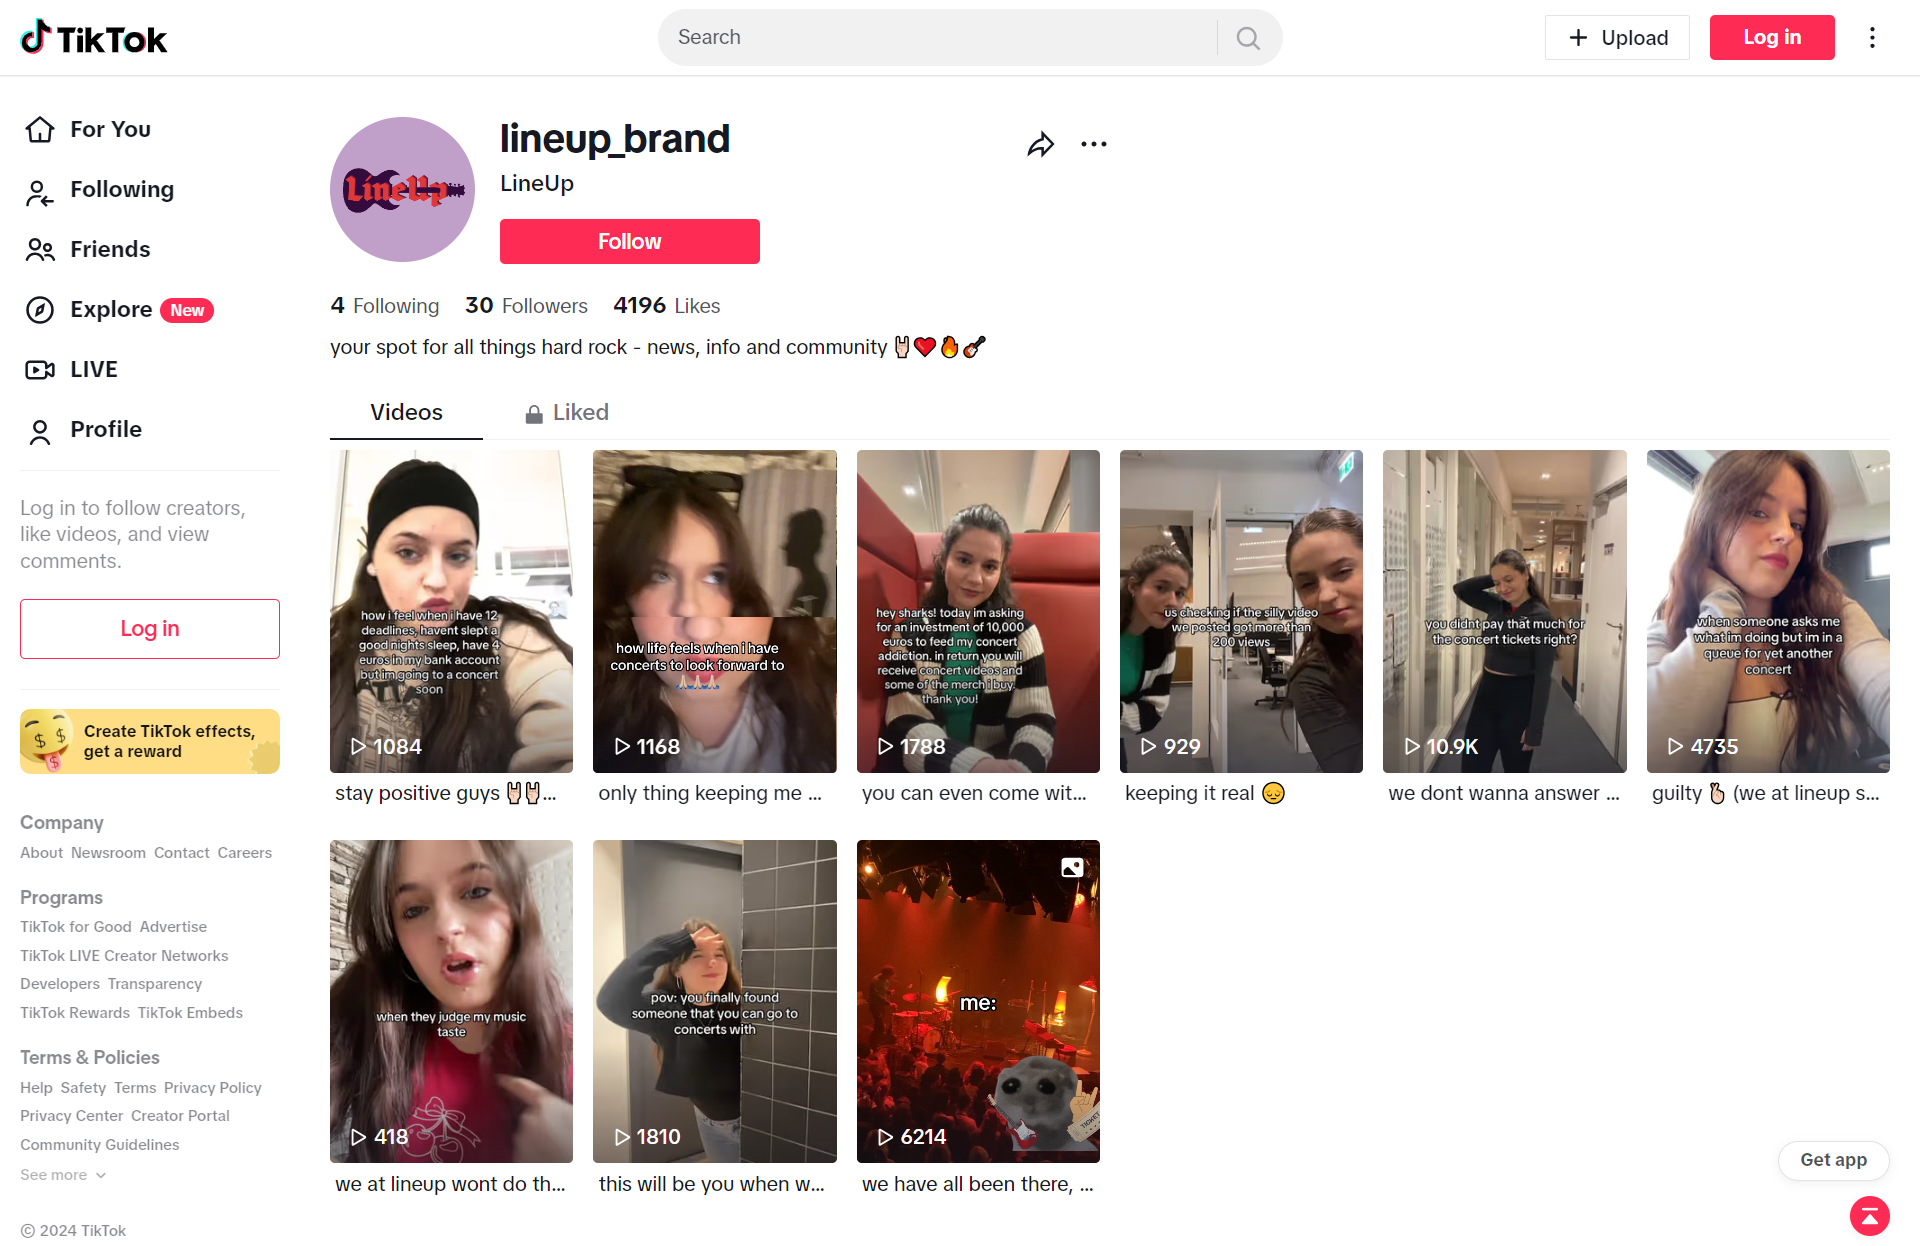 TikTok
Search
Upload
Log in
For You
Following
Friends
Explore New
LIVE
Profile
Log in to follow creators,
like videos, and view
comments.
Log in
Create TikTok effects,
get a reward
Company
About Newsroom Contact Careers
Programs
TikTok for Good Advertise
TikTok LIVE Creator Networks
Developers Transparency
TikTok Rewards TikTok Embeds
Terms & Policies
Help Safety Terms Privacy Policy
Privacy Center Creator Portal
Community Guidelines
See more
© 2024 TikTok
LineUp
lineup_brand
LineUp
Follow
4 Following 30 Followers 4196 Likes
your spot for all things hard rock - news, info and community 🤘🏻❤️🔥🎸
Videos
Liked
how i feel when i have 12
deadlines, havent slept a
good nights sleep, have 4
euros in my bank account
but im going to a concert
soon
1084
stay positive guys 🤘🏻🤘🏻...
how life feels when i have
concerts to look forward to
🙏🏻🙏🏻🙏🏻
1168
only thing keeping me ...
hey sharks! today im asking
for an investment of 10,000
euros to feed my concert
addiction. in return you will
receive concert videos and
some of the merch i buy.
thank you!
1788
you can even come wit...
us checking if the silly video
we posted got more than
200 views
929
keeping it real 😔
you didnt pay that much for
the concert tickets right?
10.9K
we dont wanna answer ...
when someone asks me
what im doing but im in a
queue for yet another
concert
4735
guilty 🫰🏻 (we at lineup s...
when they judge my music
taste
418
we at lineup wont do th...
pov: you finally found
someone that you can go to
concerts with
1810
this will be you when w...
me:
TICKET
6214
we have all been there, ...
Get app